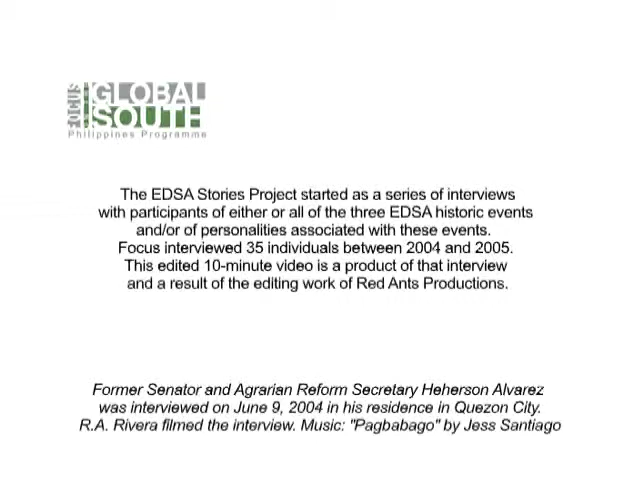 FOCUS
GLOBAL
SOUTH
Philippines Programme
The EDSA Stories Project started as a series of interviews
with participants of either or all of the three EDSA historic events
and/or of personalities associated with these events.
Focus interviewed 35 individuals between 2004 and 2005.
This edited 10-minute video is a product of that interview
and a result of the editing work of Red Ants Productions.
Former Senator and Agrarian Reform Secretary Heherson Alvarez
was interviewed on June 9, 2004 in his residence in Quezon City.
R.A. Rivera filmed the interview. Music: "Pagbabago" by Jess Santiago